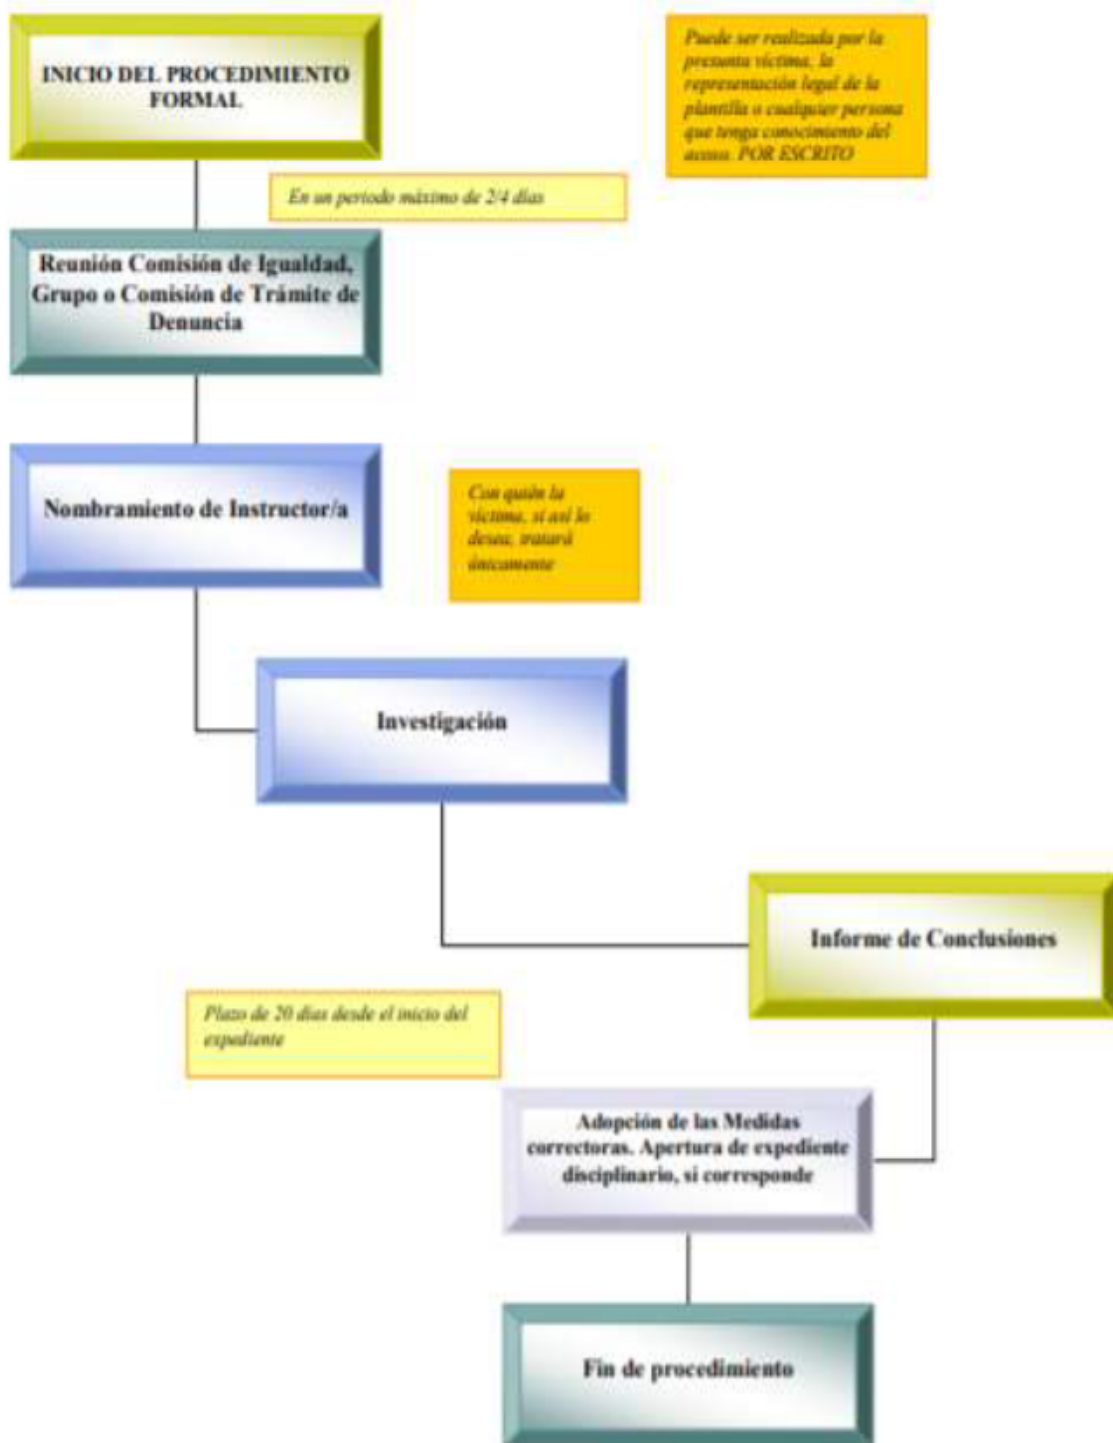 INICIO DEL PROCEDIMIENTO
FORMAL
Puede ser realizada por la
presunta víctima, la
representación legal de la
plantilla o cualquier persona
que tenga conocimiento del
acoso. POR ESCRITO
En un periodo máximo de 2/4 días
Reunión Comisión de Igualdad,
Grupo o Comisión de Trámite de
Denuncia
Nombramiento de Instructor/a
Con quién la
víctima, si así lo
desea, tratará
únicamente
Investigación
Informe de Conclusiones
Plazo de 20 días desde el inicio del
expediente
Adopción de las Medidas
correctoras. Apertura de expediente
disciplinario, si corresponde
Fin de procedimiento